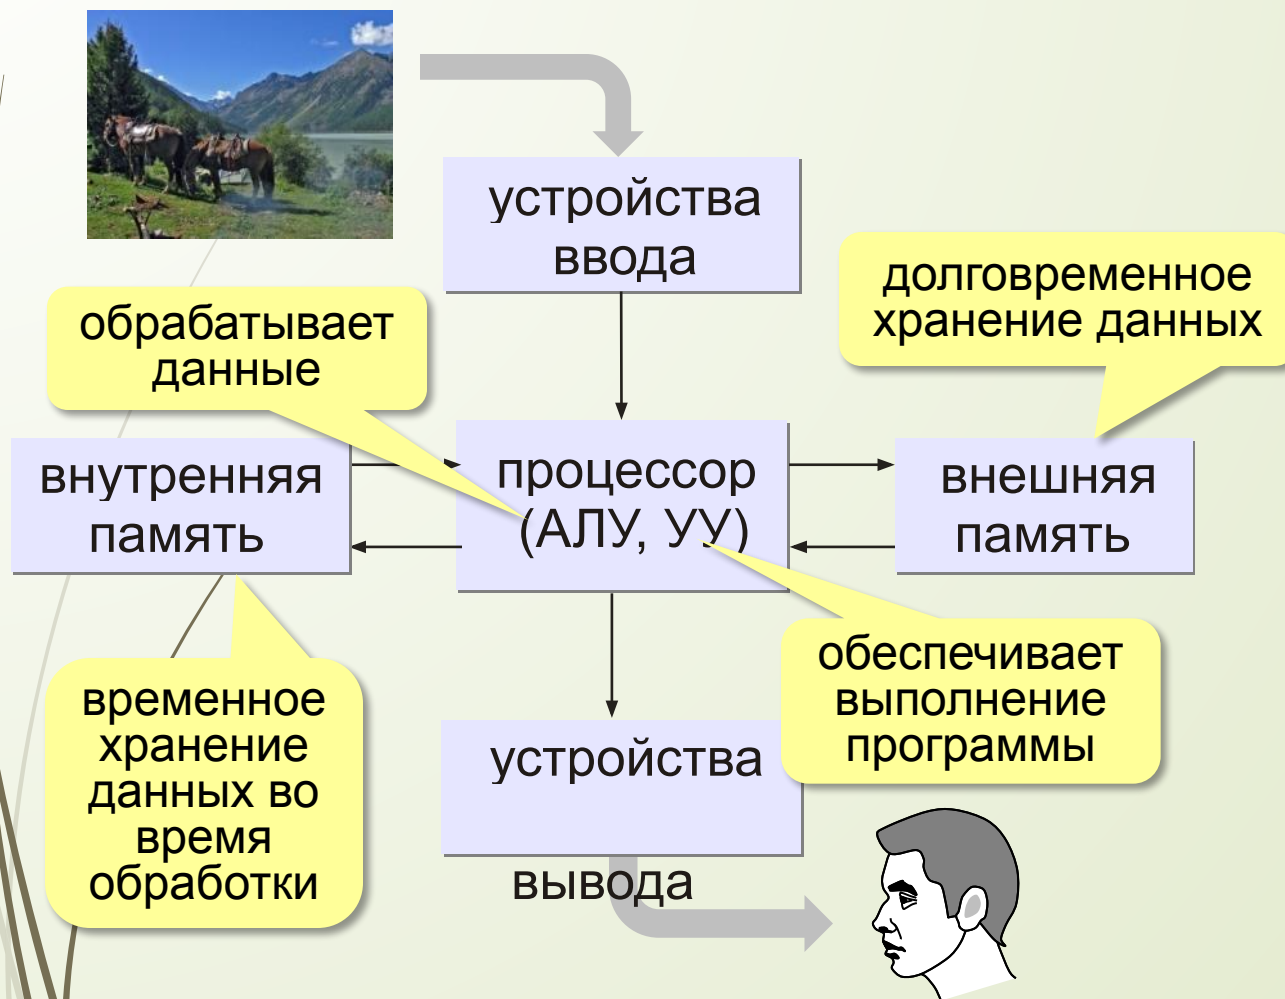 устройства
ввода
долговременное
хранение данных
обрабатывает
данные
внутренняя
память
процессор
(АЛУ, УУ)
внешняя
память
временное
хранение
данных во
время
обработки
обеспечивает
выполнение
программы
устройства
вывода